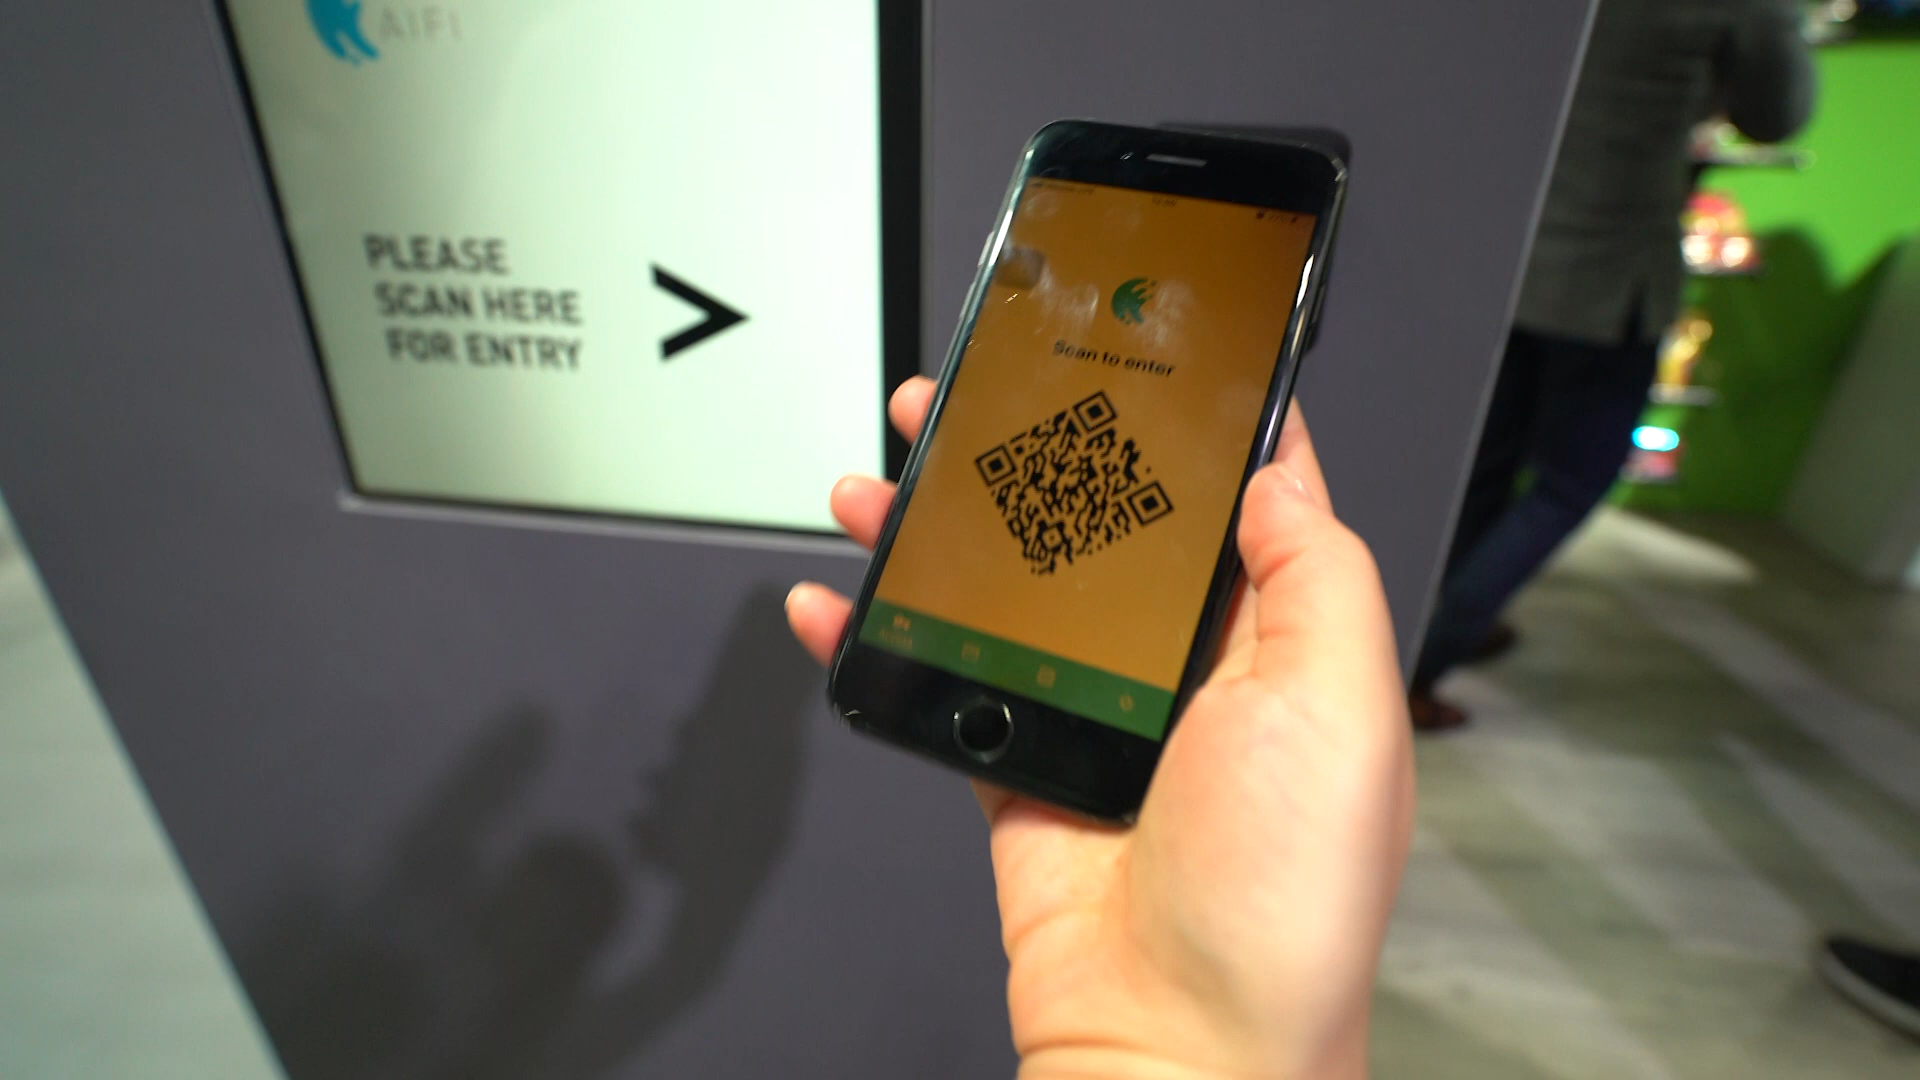 AIFI
PLEASE
SCAN HERE
FOR ENTRY
Scan to enter